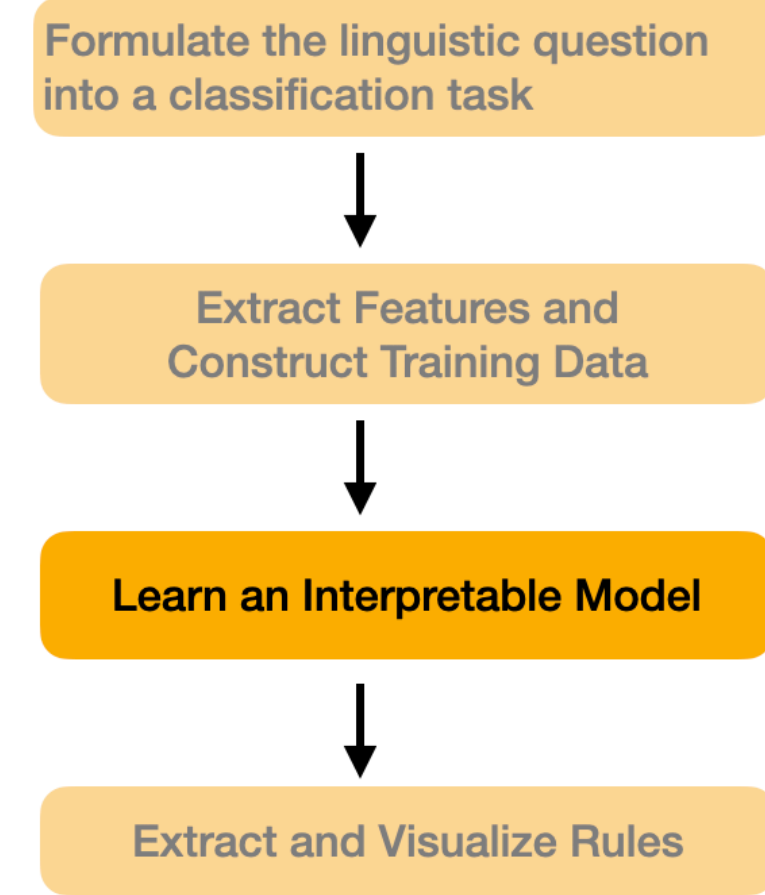 Formulate the linguistic question
into a classification task
Extract Features and
Construct Training Data
Learn an Interpretable Model
Extract and Visualize Rules